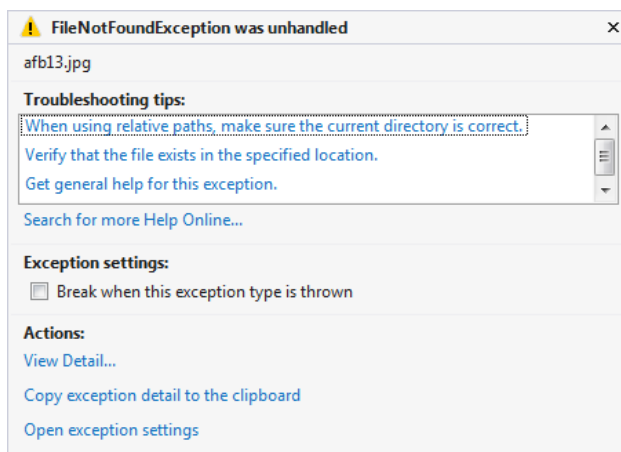 FileNotFoundException was unhandled
afb13.jpg
Troubleshooting tips:
When using relative paths, make sure the current directory is correct.
Verify that the file exists in the specified location.
Get general help for this exception.
Search for more Help Online...
Exception settings:
Break when this exception type is thrown
Actions:
View Detail...
Copy exception detail to the clipboard
Open exception settings